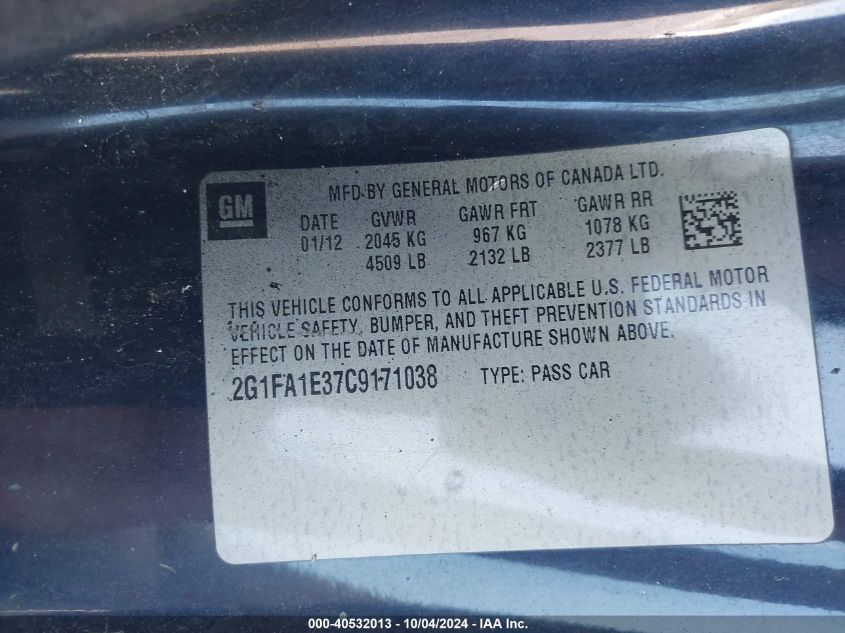 GM
MFD BY GENERAL MOTORS OF CANADA LTD.
DATE GVWR GAWR FRT GAWR RR
01/12 2045 KG 967 KG 1078 KG
4509 LB 2132 LB 2377 LB
THIS VEHICLE CONFORMS TO ALL APPLICABLE U.S. FEDERAL MOTOR
VEHICLE SAFETY, BUMPER, AND THEFT PREVENTION STANDARDS IN
EFFECT ON THE DATE OF MANUFACTURE SHOWN ABOVE.
2G1FA1E37C9171038 TYPE: PASS CAR
000-40532013 - 10/04/2024 - IAA Inc.